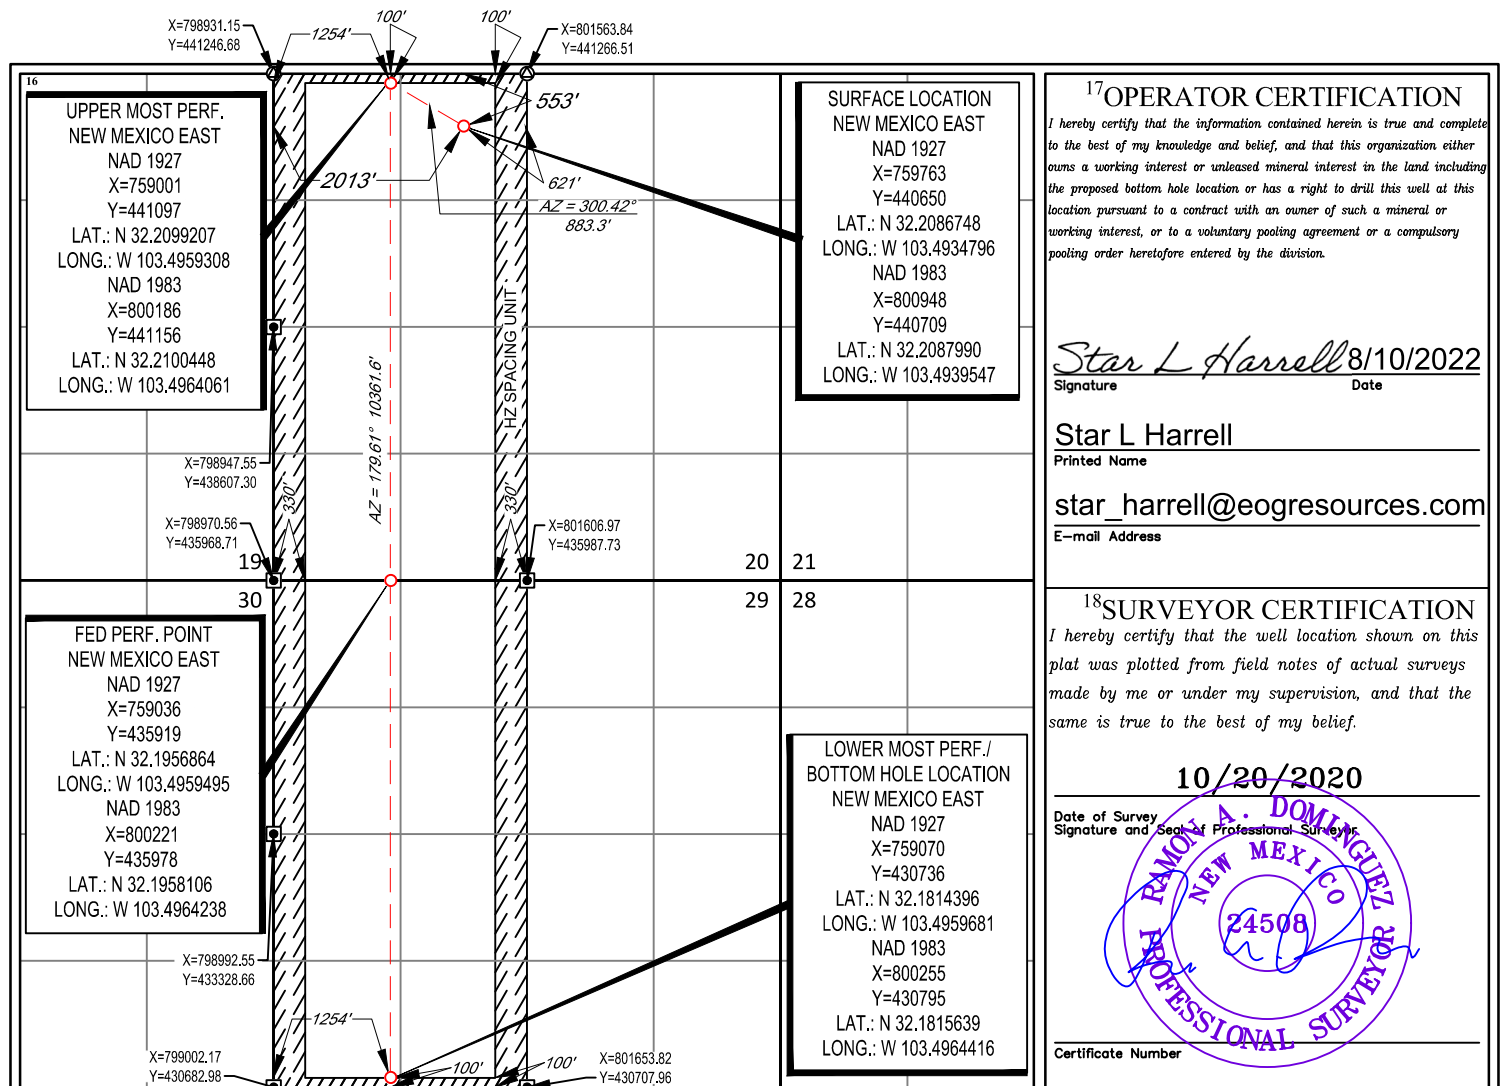 X=798931.15
Y=441246.68
1254'
100'
100'
X=801563.84
Y=441266.51
16
UPPER MOST PERF.
NEW MEXICO EAST
NAD 1927
X=759001
Y=441097
LAT.: N 32.2099207
LONG.: W 103.4959308
NAD 1983
X=800186
Y=441156
LAT.: N 32.2100448
LONG.: W 103.4964061
553'
2013'
621'
AZ = 300.42°
883.3'
SURFACE LOCATION
NEW MEXICO EAST
NAD 1927
X=759763
Y=440650
LAT.: N 32.2086748
LONG.: W 103.4934796
NAD 1983
X=800948
Y=440709
LAT.: N 32.2087990
LONG.: W 103.4939547
HZ SPACING UNIT
AZ = 179.61° 10361.6'
X=798947.55
Y=438607.30
330'
330'
X=798970.56
Y=435968.71
X=801606.97
Y=435987.73
19
20
21
30
29
28
FED PERF. POINT
NEW MEXICO EAST
NAD 1927
X=759036
Y=435919
LAT.: N 32.1956864
LONG.: W 103.4959495
NAD 1983
X=800221
Y=435978
LAT.: N 32.1958106
LONG.: W 103.4964238
LOWER MOST PERF./
BOTTOM HOLE LOCATION
NEW MEXICO EAST
NAD 1927
X=759070
Y=430736
LAT.: N 32.1814396
LONG.: W 103.4959681
NAD 1983
X=800255
Y=430795
LAT.: N 32.1815639
LONG.: W 103.4964416
X=798992.55
Y=433328.66
1254'
X=799002.17
Y=430682.98
100'
100'
X=801653.82
Y=430707.96
17OPERATOR CERTIFICATION
I hereby certify that the information contained herein is true and complete
to the best of my knowledge and belief, and that this organization either
owns a working interest or unleased mineral interest in the land including
the proposed bottom hole location or has a right to drill this well at this
location pursuant to a contract with an owner of such a mineral or
working interest, or to a voluntary pooling agreement or a compulsory
pooling order heretofore entered by the division.
Star L Harrell 8/10/2022
Signature Date
Star L Harrell
Printed Name
star_harrell@eogresources.com
E-mail Address
18SURVEYOR CERTIFICATION
I hereby certify that the well location shown on this
plat was plotted from field notes of actual surveys
made by me or under my supervision, and that the
same is true to the best of my belief.
10/20/2020
Date of Survey
Signature and Seal of Professional Surveyor
RAMON A. DOMINGUEZ
NEW MEXICO
24508
PROFESSIONAL SURVEYOR
Certificate Number